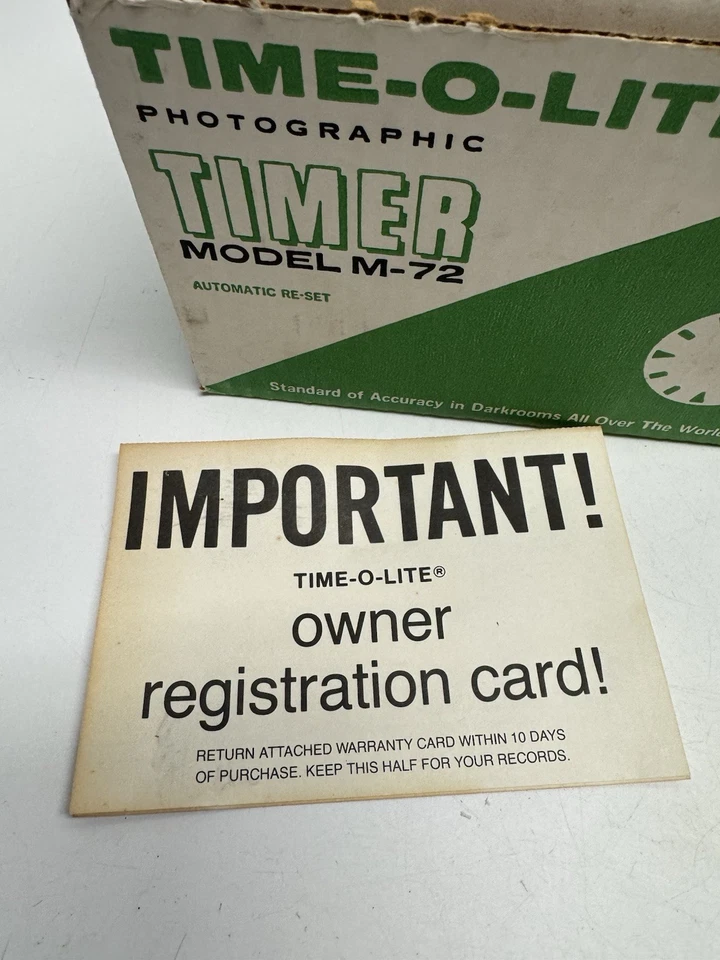 TIME-O-LIT
PHOTOGRAPHIC
TIMER
MODEL M-72
AUTOMATIC RE-SET
Standard of Accuracy in Darkrooms All Over The World
IMPORTANT!
TIME-O-LITE®
owner
registration card!
RETURN ATTACHED WARRANTY CARD WITHIN 10 DAYS
OF PURCHASE. KEEP THIS HALF FOR YOUR RECORDS.